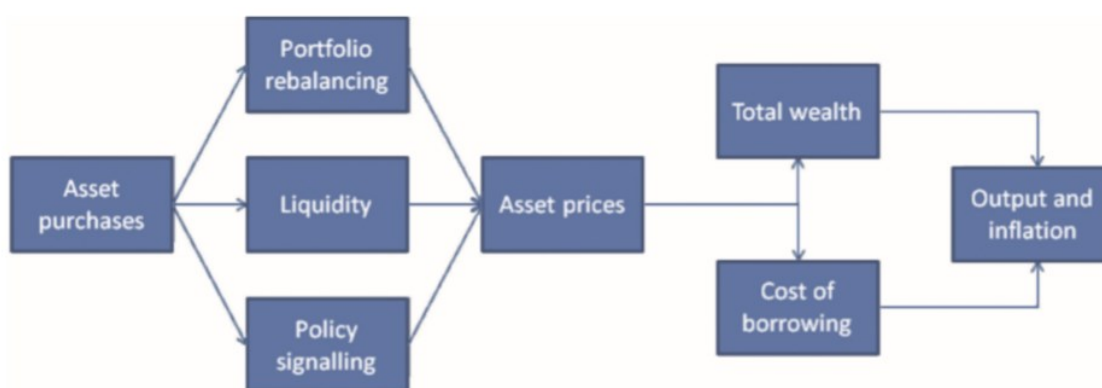 Portfolio
rebalancing
Total wealth
Asset
purchases
Liquidity
Asset prices
Output and
inflation
Cost of
borrowing
Policy
signalling